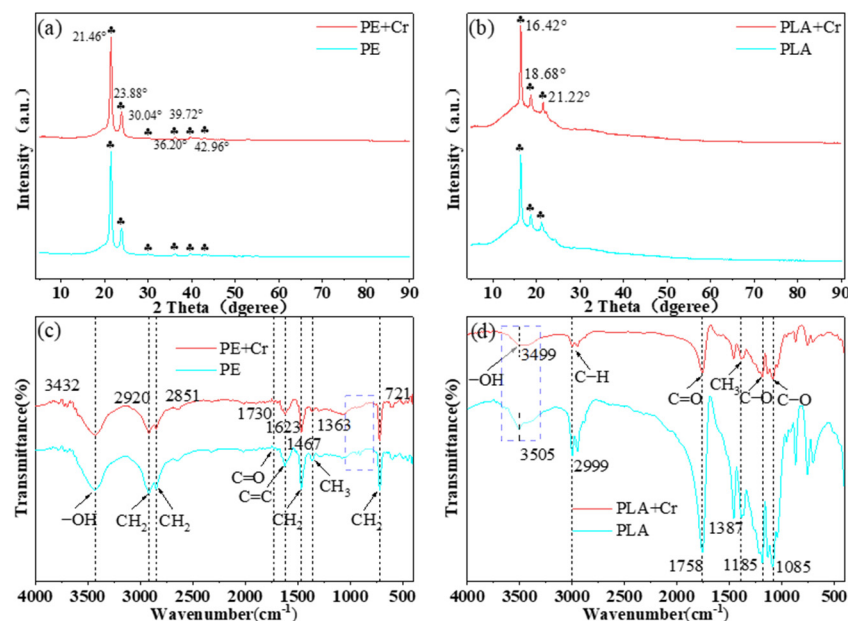 (a)
21.46°
23.88°
30.04°
39.72°
36.20°
42.96°
PE+Cr
PE
Intensity (a.u.)
10 20 30 40 50 60 70 80 90
2 Theta（dgeree）
(b)
16.42°
18.68°
21.22°
PLA+Cr
PLA
Intensity (a.u.)
10 20 30 40 50 60 70 80 90
2 Theta（dgeree）
(c)
PE+Cr
PE
3432
2920
2851
1730
1623
1467
1363
721
−OH
CH2
CH2
C=O
C=C
CH2
CH3
CH2
Transmittance(%)
4000 3500 3000 2500 2000 1500 1000 500
Wavenumber(cm-1)
(d)
3499
−OH
C−H
C=O
CH3
C−O
C−O
3505
2999
PLA+Cr
PLA
1758
1387
1185
1085
Transmittance(%)
4000 3500 3000 2500 2000 1500 1000 500
Wavenumber(cm-1)